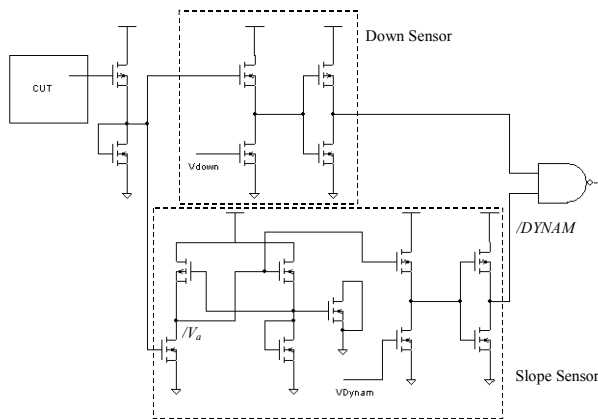 Down Sensor
CUT
Vdown
/DYNAM
/Va
VDynam
Slope Sensor